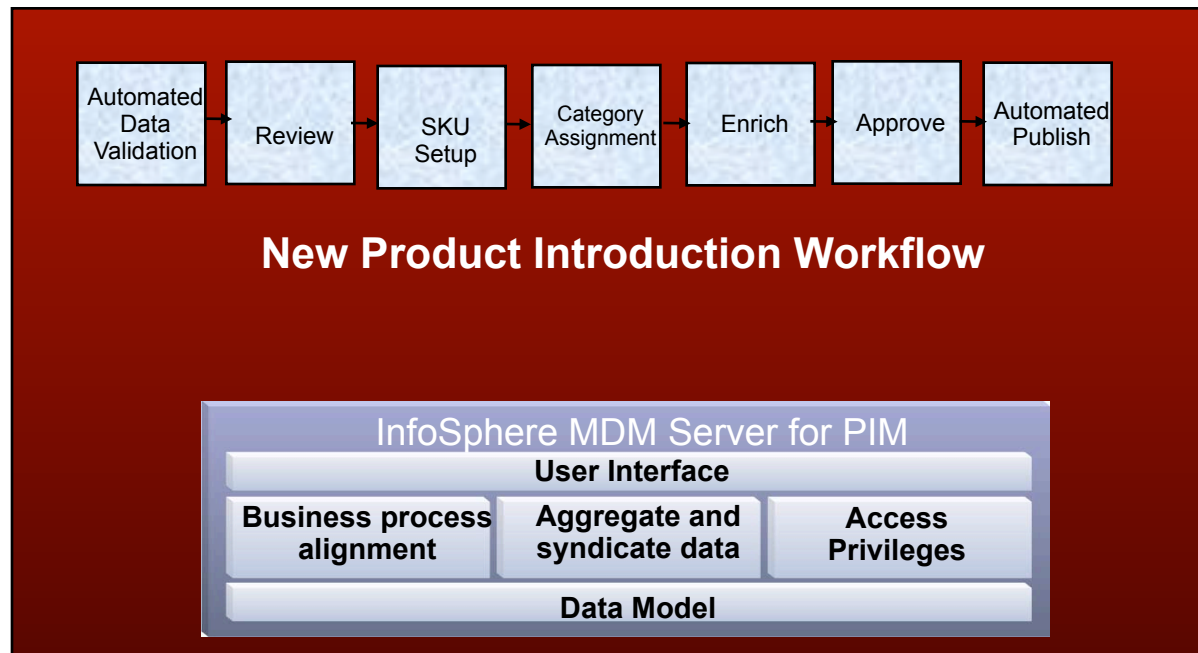 Automated
Data
Validation
Review
SKU
Setup
Category
Assignment
Enrich
Approve
Automated
Publish
New Product Introduction Workflow
InfoSphere MDM Server for PIM
User Interface
Business process
alignment
Aggregate and
syndicate data
Access
Privileges
Data Model